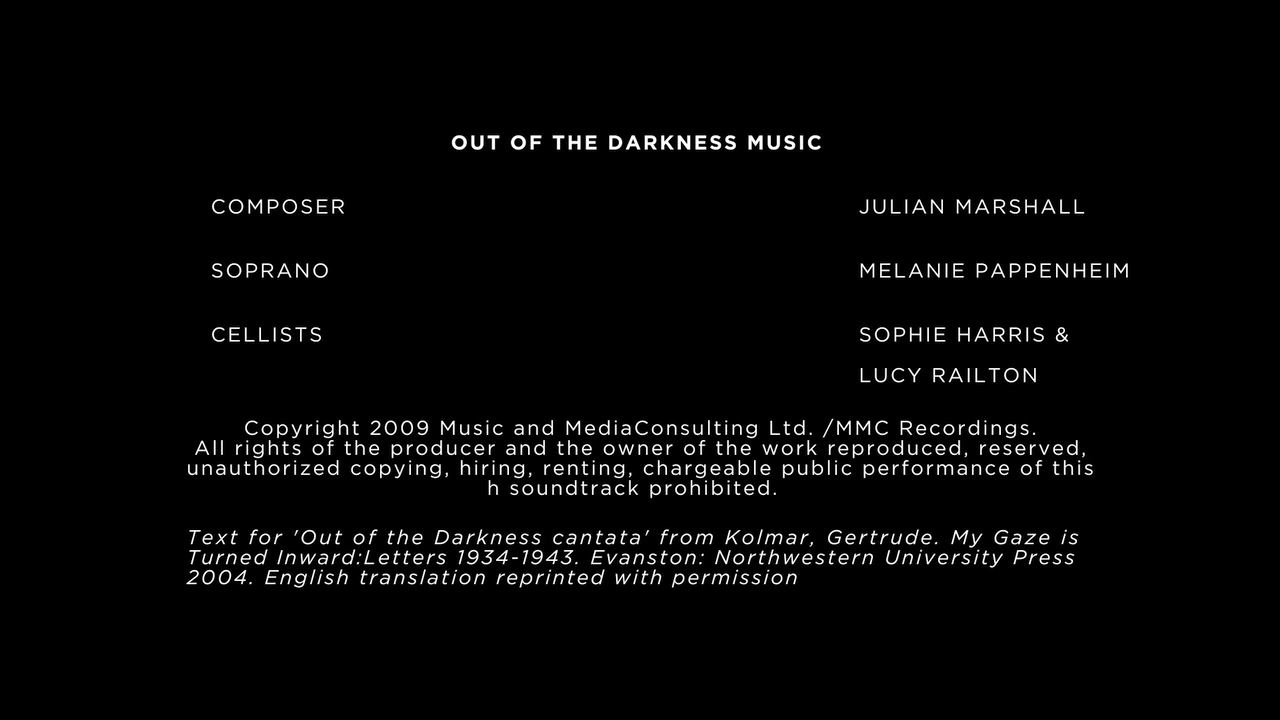 OUT OF THE DARKNESS MUSIC
COMPOSER JULIAN MARSHALL
SOPRANO MELANIE PAPPENHEIM
CELLISTS SOPHIE HARRIS &
LUCY RAILTON
Copyright 2009 Music and MediaConsulting Ltd. /MMC Recordings.
All rights of the producer and the owner of the work reproduced, reserved,
unauthorized copying, hiring, renting, chargeable public performance of this
h soundtrack prohibited.
Text for 'Out of the Darkness cantata' from Kolmar, Gertrude. My Gaze is
Turned Inward:Letters 1934-1943. Evanston: Northwestern University Press
2004. English translation reprinted with permission